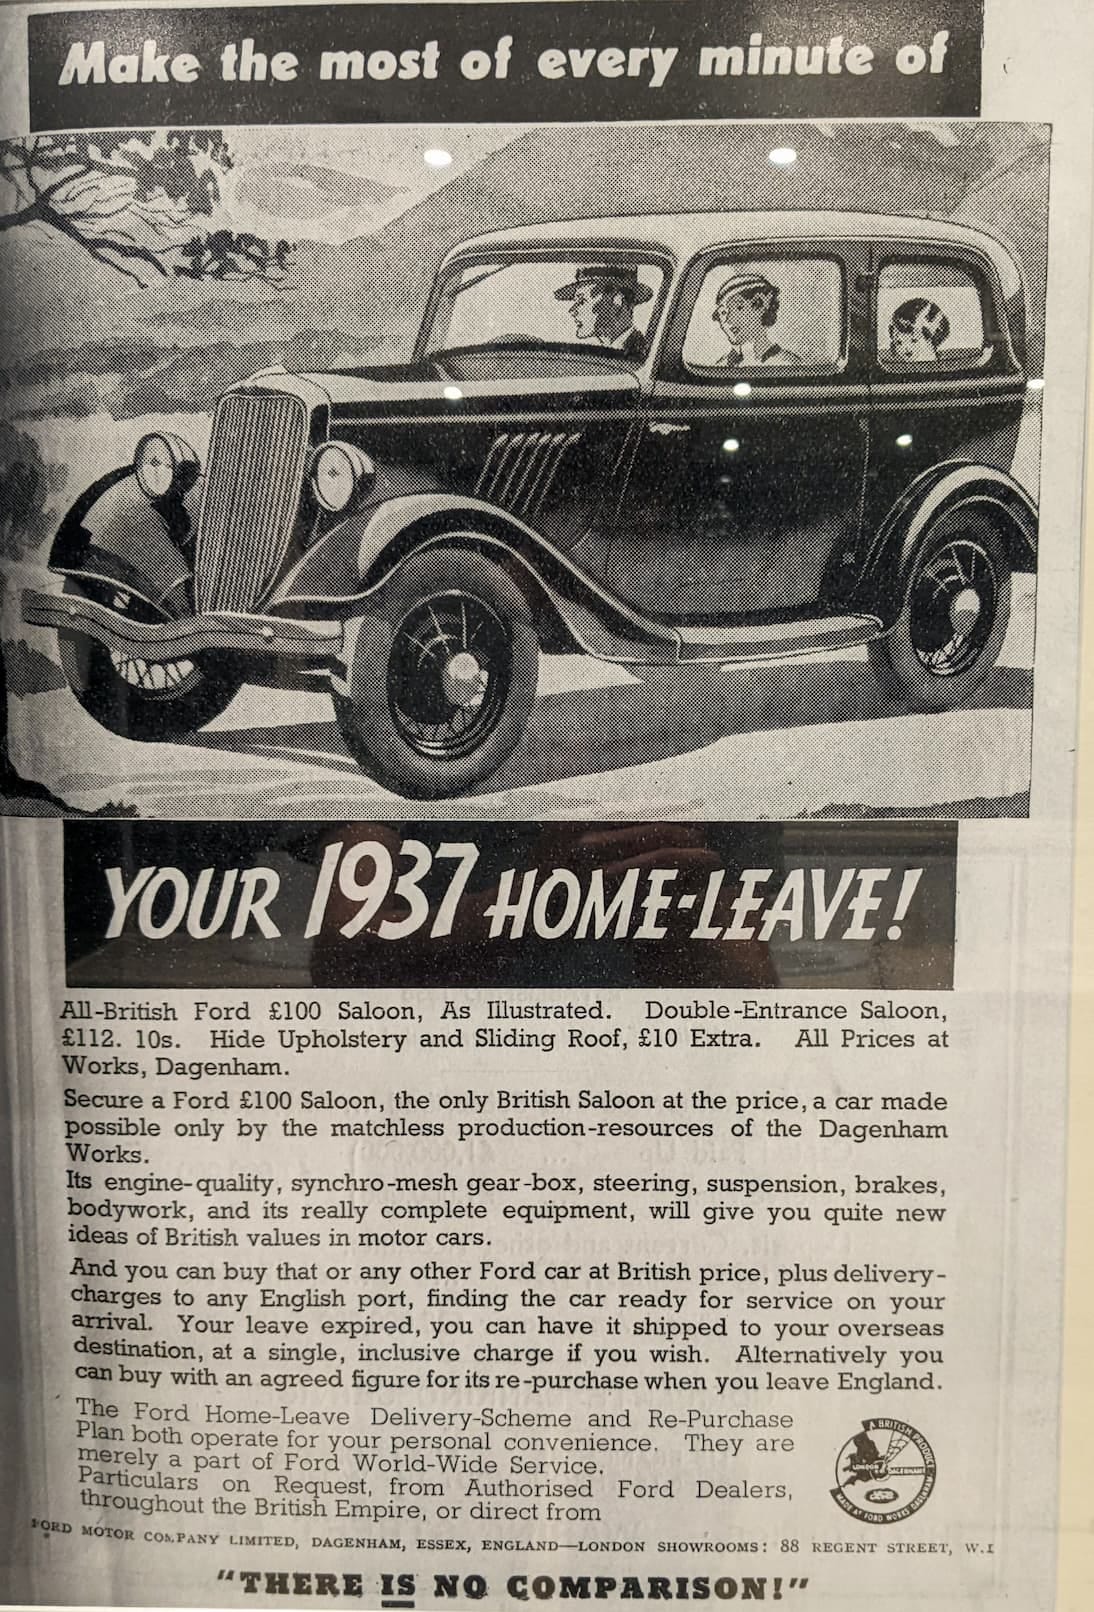 Make the most of every minute of
YOUR 1937 HOME-LEAVE!
All-British Ford £100 Saloon, As Illustrated. Double-Entrance Saloon,
£112. 10s. Hide Upholstery and Sliding Roof, £10 Extra. All Prices at
Works, Dagenham.
Secure a Ford £100 Saloon, the only British Saloon at the price, a car made
possible only by the matchless production-resources of the Dagenham
Works.
Its engine-quality, synchro-mesh gear-box, steering, suspension, brakes,
bodywork, and its really complete equipment, will give you quite new
ideas of British values in motor cars.
And you can buy that or any other Ford car at British price, plus delivery-
charges to any English port, finding the car ready for service on your
arrival. Your leave expired, you can have it shipped to your overseas
destination, at a single, inclusive charge if you wish. Alternatively you
can buy with an agreed figure for its re-purchase when you leave England.
The Ford Home-Leave Delivery-Scheme and Re-Purchase
Plan both operate for your personal convenience. They are
merely a part of Ford World-Wide Service.
Particulars on Request, from Authorised Ford Dealers,
throughout the British Empire, or direct from
A BRITISH PRODUCT
LONDON DAGENHAM
Ford
MADE AT FORD WORKS DAGENHAM
FORD MOTOR COMPANY LIMITED, DAGENHAM, ESSEX, ENGLAND—LONDON SHOWROOMS: 88 REGENT STREET, W.1
"THERE IS NO COMPARISON!"